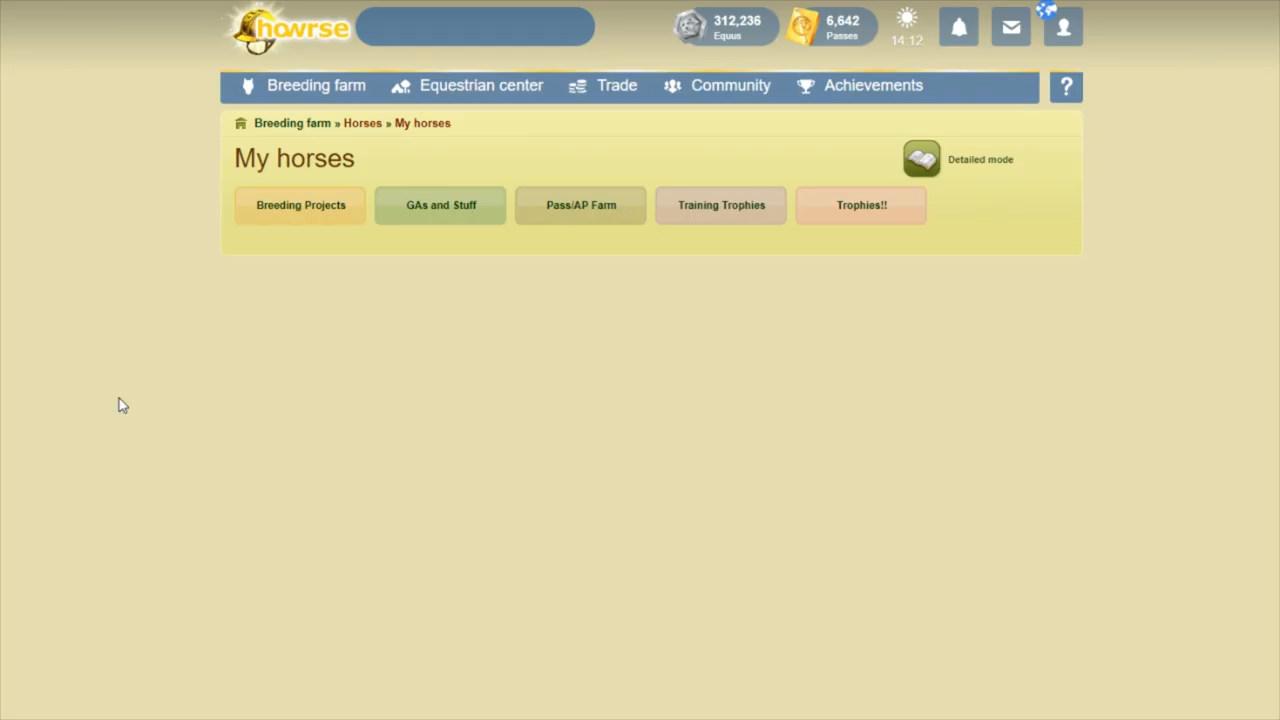 howrse
312,236
Equus
6,642
Passes
14:12
Breeding farm
Equestrian center
Trade
Community
Achievements
?
Breeding farm » Horses » My horses
My horses
Detailed mode
Breeding Projects
GAs and Stuff
Pass/AP Farm
Training Trophies
Trophies!!